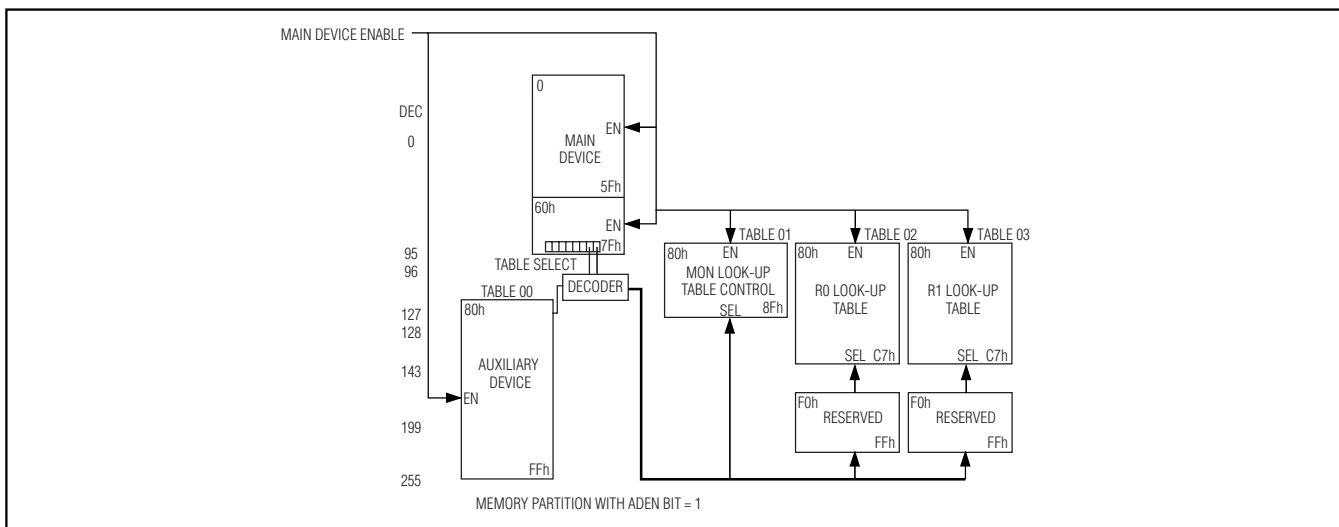 MAIN DEVICE ENABLE
DEC
0
95
96
127
128
143
199
255
0
EN
MAIN
DEVICE
5Fh
60h
EN
7Fh
TABLE SELECT
DECODER
TABLE 00
80h
AUXILIARY
DEVICE
EN
FFh
TABLE 01
80h
EN
MON LOOK-UP
TABLE CONTROL
SEL
8Fh
TABLE 02
80h
EN
R0 LOOK-UP
TABLE
SEL C7h
F0h
RESERVED
FFh
TABLE 03
80h
EN
R1 LOOK-UP
TABLE
SEL C7h
F0h
RESERVED
FFh
MEMORY PARTITION WITH ADEN BIT = 1